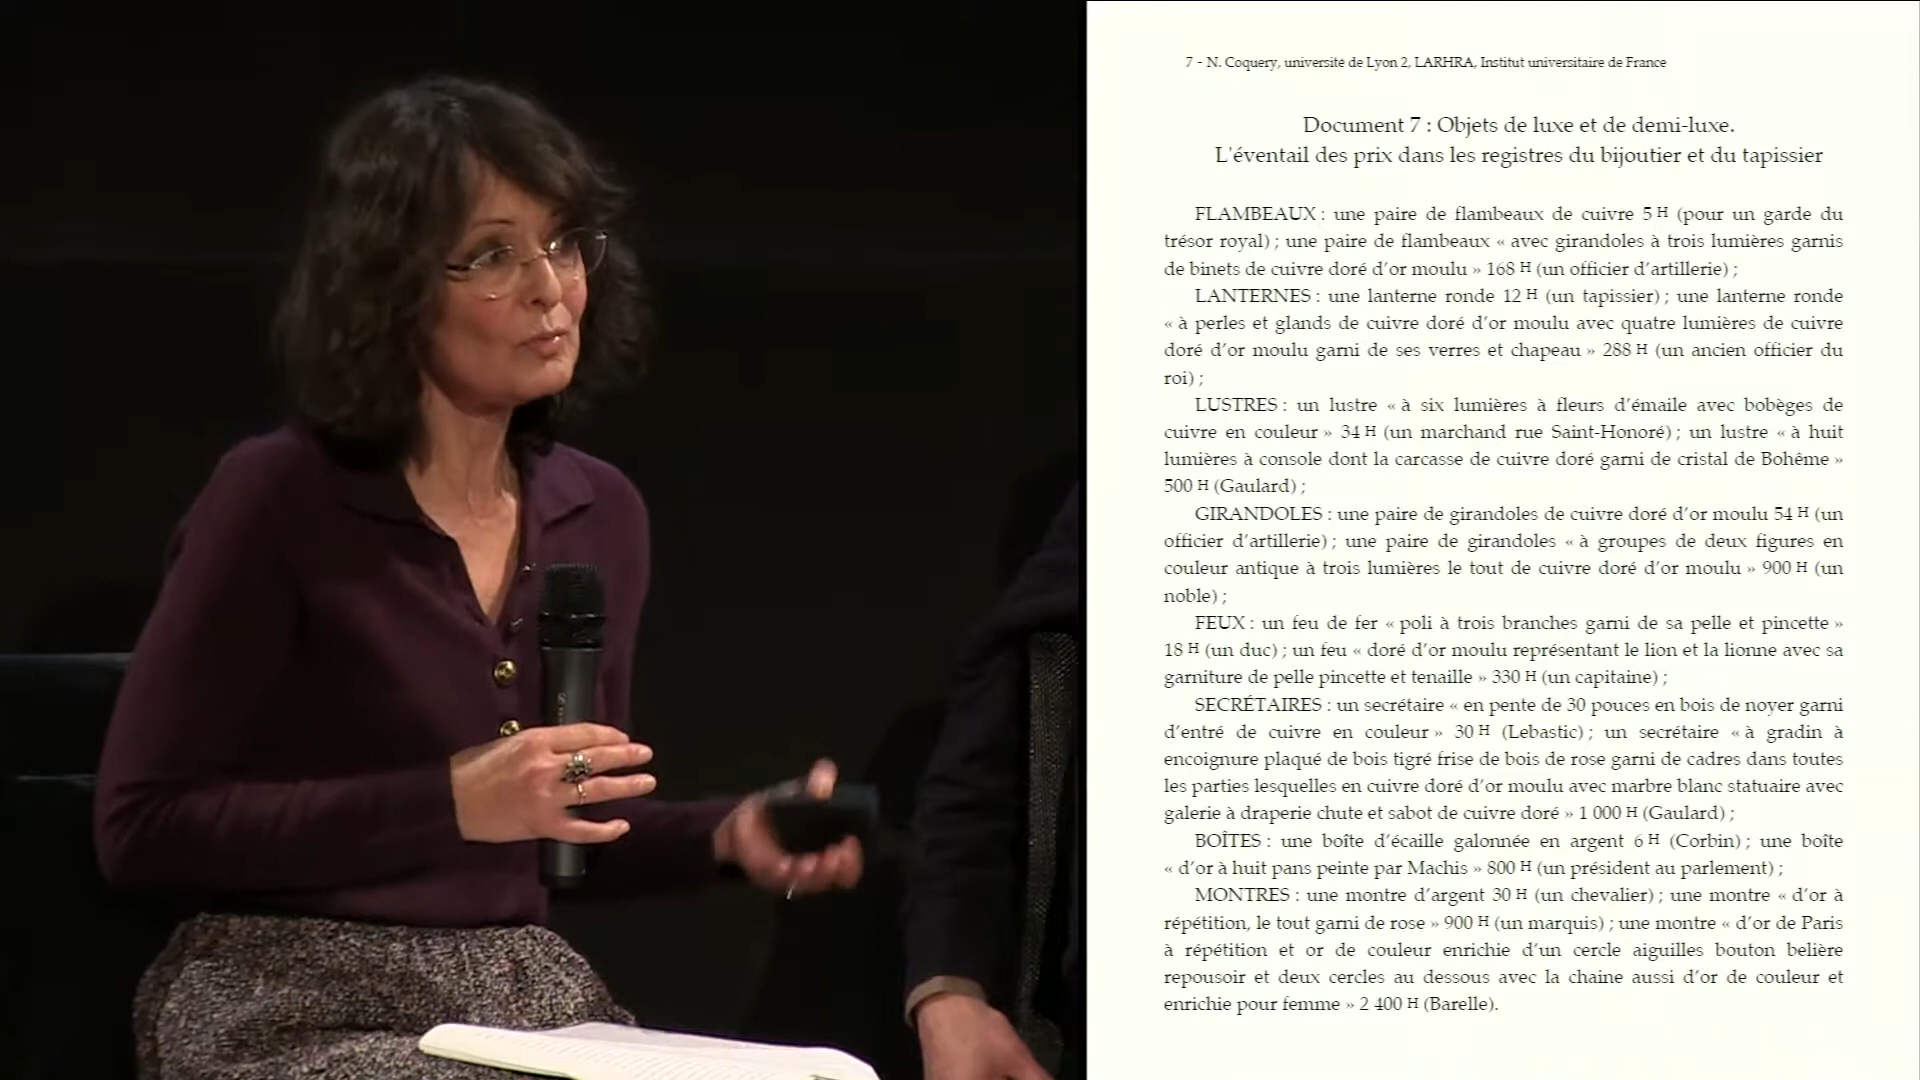 7 - N. Coquery, université de Lyon 2, LARHRA, Institut universitaire de France
Document 7 : Objets de luxe et de demi-luxe.
L'éventail des prix dans les registres du bijoutier et du tapissier
FLAMBEAUX : une paire de flambeaux de cuivre 5 H (pour un garde du
trésor royal) ; une paire de flambeaux « avec girandoles à trois lumières garnis
de binets de cuivre doré d'or moulu » 168 H (un officier d'artillerie) ;
LANTERNES : une lanterne ronde 12 H (un tapissier) ; une lanterne ronde
« à perles et glands de cuivre doré d'or moulu avec quatre lumières de cuivre
doré d'or moulu garni de ses verres et chapeau » 288 H (un ancien officier du
roi) ;
LUSTRES : un lustre « à six lumières à fleurs d'émaile avec bobèges de
cuivre en couleur » 34 H (un marchand rue Saint-Honoré) ; un lustre « à huit
lumières à console dont la carcasse de cuivre doré garni de cristal de Bohême »
500 H (Gaulard) ;
GIRANDOLES : une paire de girandoles de cuivre doré d'or moulu 54 H (un
officier d'artillerie) ; une paire de girandoles « à groupes de deux figures en
couleur antique à trois lumières le tout de cuivre doré d'or moulu » 900 H (un
noble) ;
FEUX : un feu de fer « poli à trois branches garni de sa pelle et pincette »
18 H (un duc) ; un feu « doré d'or moulu représentant le lion et la lionne avec sa
garniture de pelle pincette et tenaille » 330 H (un capitaine) ;
SECRÉTAIRES : un secrétaire « en pente de 30 pouces en bois de noyer garni
d'entré de cuivre en couleur » 30 H (Lebastic) ; un secrétaire « à gradin à
encoignure plaqué de bois tigré frise de bois de rose garni de cadres dans toutes
les parties lesquelles en cuivre doré d'or moulu avec marbre blanc statuaire avec
galerie à draperie chute et sabot de cuivre doré » 1 000 H (Gaulard) ;
BOÎTES : une boîte d'écaille galonnée en argent 6 H (Corbin) ; une boîte
« d'or à huit pans peinte par Machis » 800 H (un président au parlement) ;
MONTRES : une montre d'argent 30 H (un chevalier) ; une montre « d'or à
répétition, le tout garni de rose » 900 H (un marquis) ; une montre « d'or de Paris
à répétition et or de couleur enrichie d'un cercle aiguilles bouton belière
repousoir et deux cercles au dessous avec la chaine aussi d'or de couleur et
enrichie pour femme » 2 400 H (Barelle).